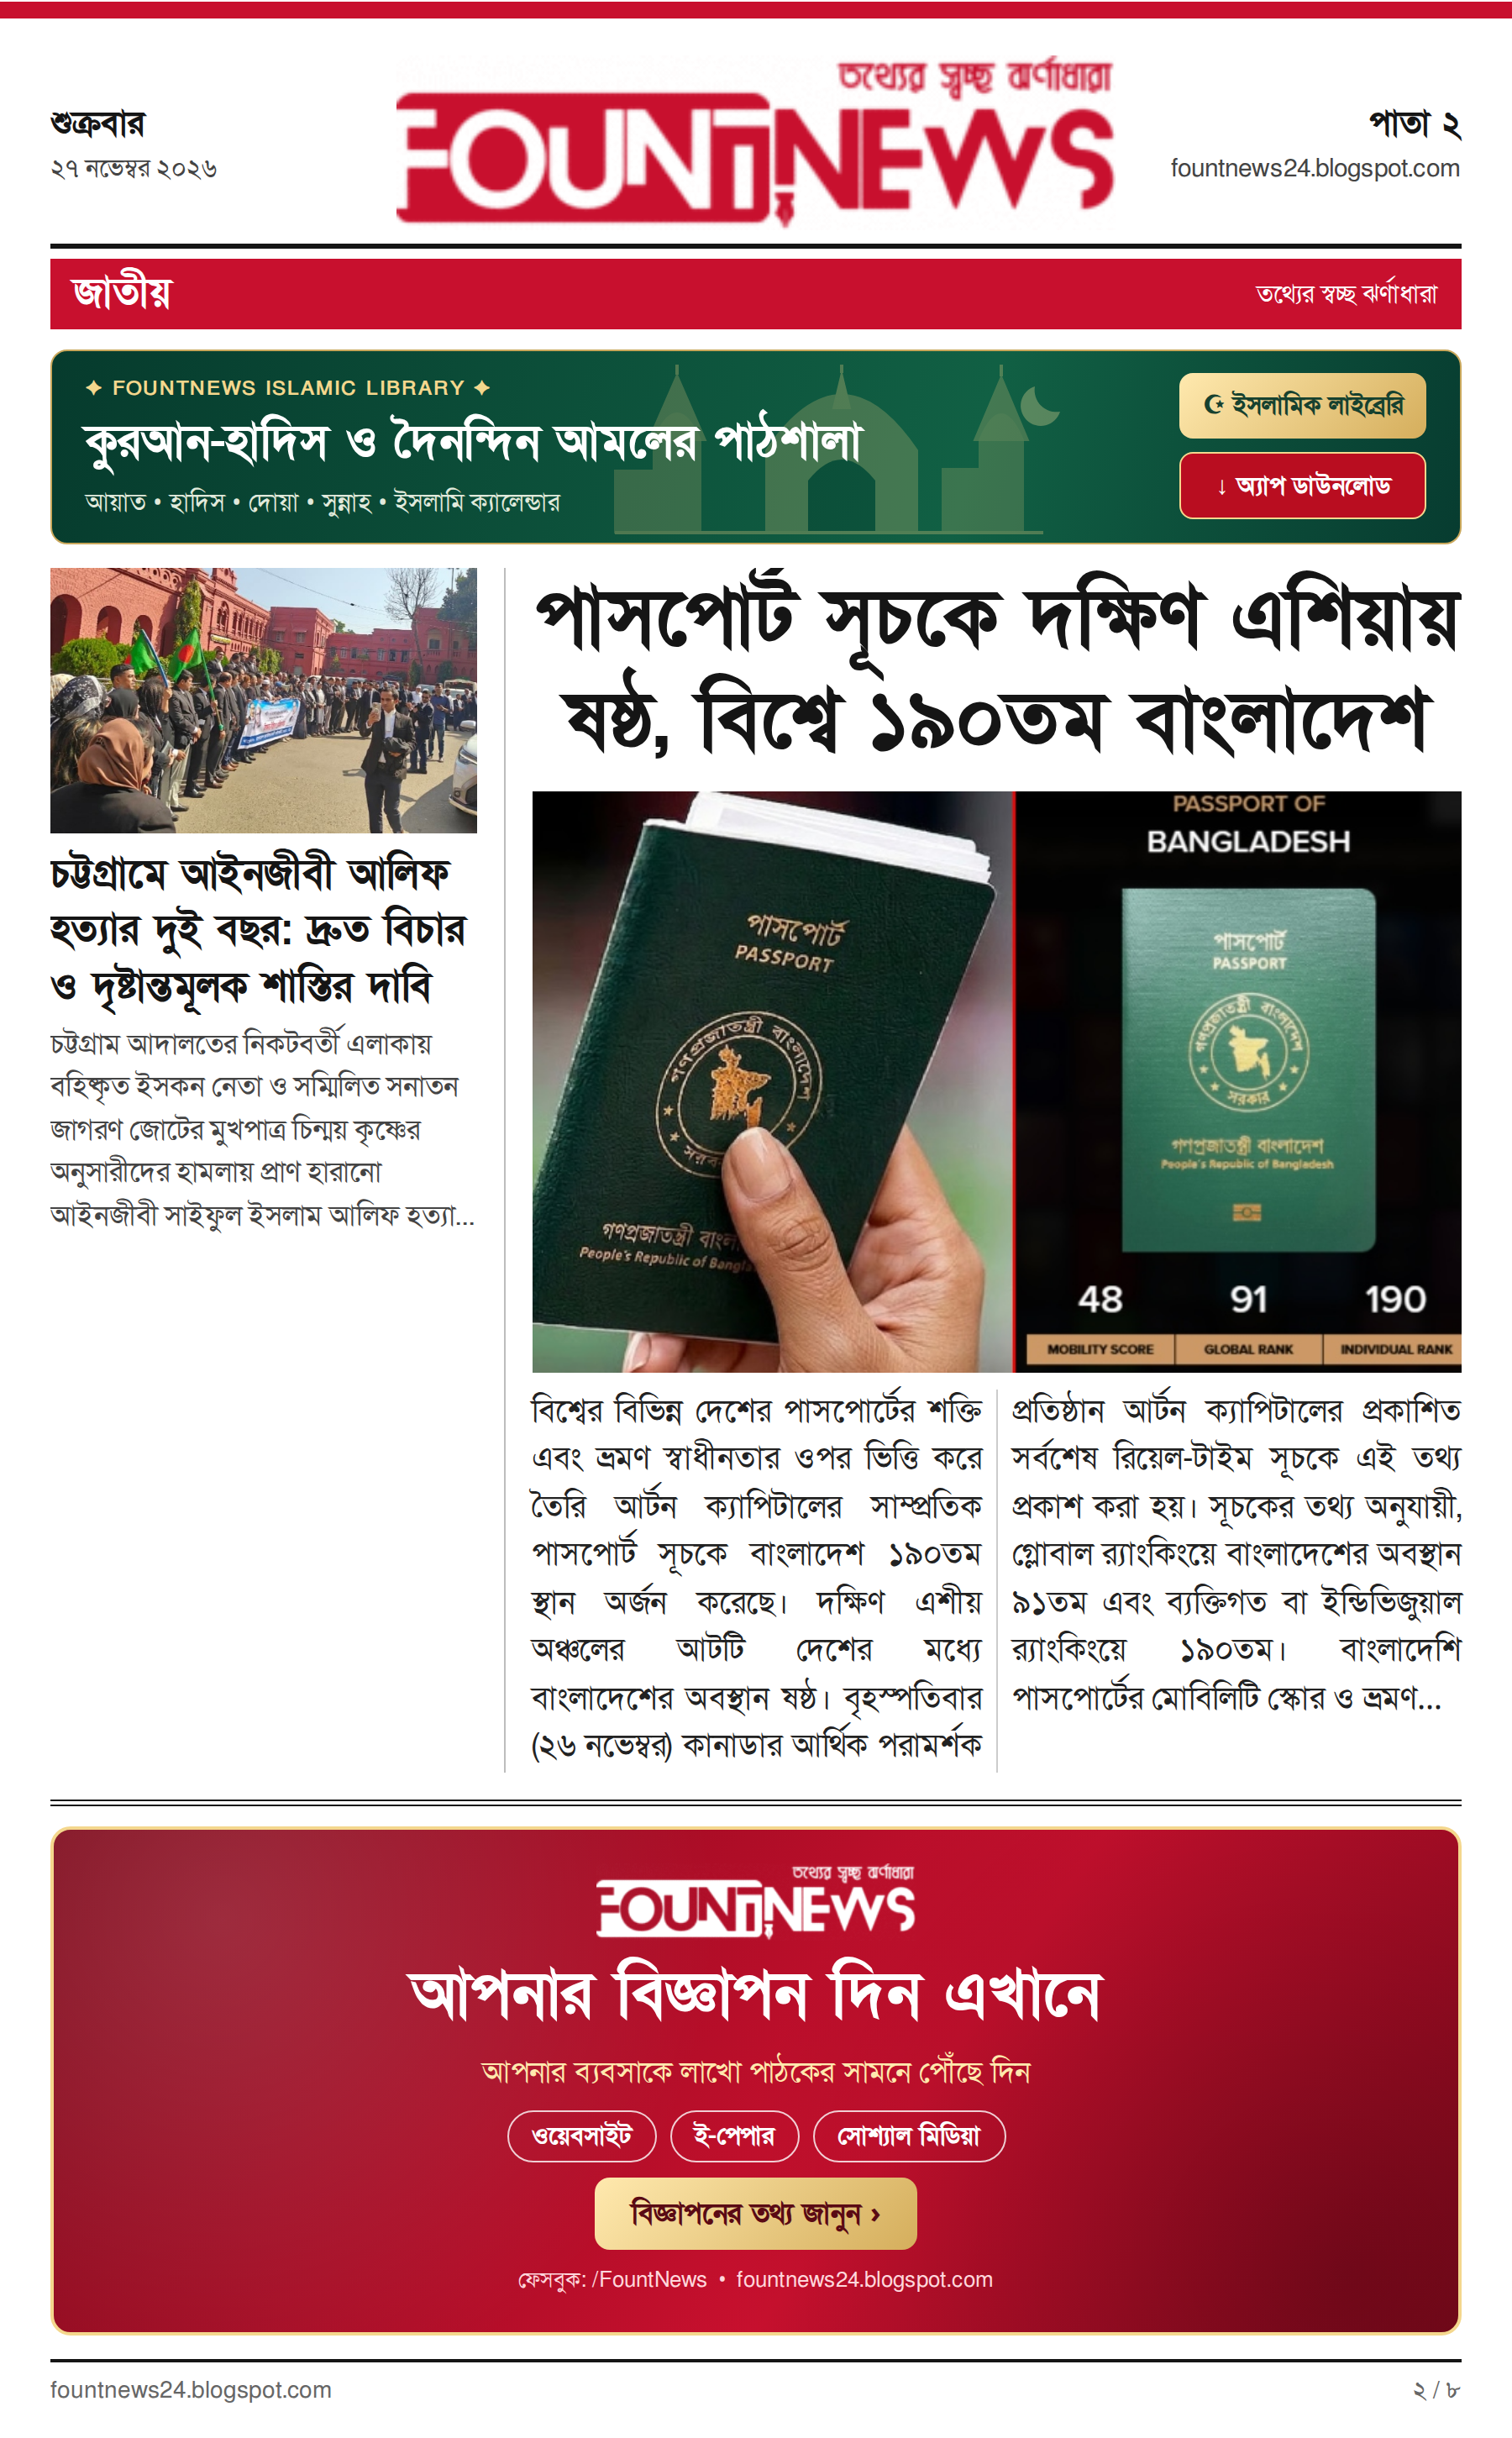 তথ্যের স্বচ্ছ ঝর্ণাধারা
FOUNTNEWS
শুক্রবার
২৭ নভেম্বর ২০২৬
পাতা ২
fountnews24.blogspot.com
জাতীয়
তথ্যের স্বচ্ছ ঝর্ণাধারা
✦ FOUNTNEWS ISLAMIC LIBRARY ✦
কুরআন-হাদিস ও দৈনন্দিন আমলের পাঠশালা
আয়াত • হাদিস • দোয়া • সুন্নাহ • ইসলামি ক্যালেন্ডার
☪ ইসলামিক লাইব্রেরি
↓ অ্যাপ ডাউনলোড
চট্টগ্রামে আইনজীবী আলিফ
হত্যার দুই বছর: দ্রুত বিচার
ও দৃষ্টান্তমূলক শাস্তির দাবি
চট্টগ্রাম আদালতের নিকটবর্তী এলাকায়
বহিষ্কৃত ইসকন নেতা ও সম্মিলিত সনাতন
জাগরণ জোটের মুখপাত্র চিন্ময় কৃষ্ণের
অনুসারীদের হামলায় প্রাণ হারানো
আইনজীবী সাইফুল ইসলাম আলিফ হত্যা...
পাসপোর্ট সূচকে দক্ষিণ এশিয়ায়
ষষ্ঠ, বিশ্বে ১৯০তম বাংলাদেশ
পাসপোর্ট
PASSPORT
গণপ্রজাতন্ত্রী বাংলাদেশ
People's Republic of Bangla
PASSPORT OF
BANGLADESH
পাসপোর্ট
PASSPORT
গণপ্রজাতন্ত্রী বাংলাদেশ
সরকার
গণপ্রজাতন্ত্রী বাংলাদেশ
People's Republic of Bangladesh
48 91 190
MOBILITY SCORE GLOBAL RANK INDIVIDUAL RANK
বিশ্বের বিভিন্ন দেশের পাসপোর্টের শক্তি
এবং ভ্রমণ স্বাধীনতার ওপর ভিত্তি করে
তৈরি আর্টন ক্যাপিটালের সাম্প্রতিক
পাসপোর্ট সূচকে বাংলাদেশ ১৯০তম
স্থান অর্জন করেছে। দক্ষিণ এশীয়
অঞ্চলের আটটি দেশের মধ্যে
বাংলাদেশের অবস্থান ষষ্ঠ। বৃহস্পতিবার
(২৬ নভেম্বর) কানাডার আর্থিক পরামর্শক
প্রতিষ্ঠান আর্টন ক্যাপিটালের প্রকাশিত
সর্বশেষ রিয়েল-টাইম সূচকে এই তথ্য
প্রকাশ করা হয়। সূচকের তথ্য অনুযায়ী,
গ্লোবাল র‍্যাংকিংয়ে বাংলাদেশের অবস্থান
৯১তম এবং ব্যক্তিগত বা ইন্ডিভিজুয়াল
র‍্যাংকিংয়ে ১৯০তম। বাংলাদেশি
পাসপোর্টের মোবিলিটি স্কোর ও ভ্রমণ...
তথ্যের স্বচ্ছ ঝর্ণাধারা
FOUNTNEWS
আপনার বিজ্ঞাপন দিন এখানে
আপনার ব্যবসাকে লাখো পাঠকের সামনে পৌঁছে দিন
ওয়েবসাইট ই-পেপার সোশ্যাল মিডিয়া
বিজ্ঞাপনের তথ্য জানুন ›
ফেসবুক: /FountNews • fountnews24.blogspot.com
fountnews24.blogspot.com
২ / ৮